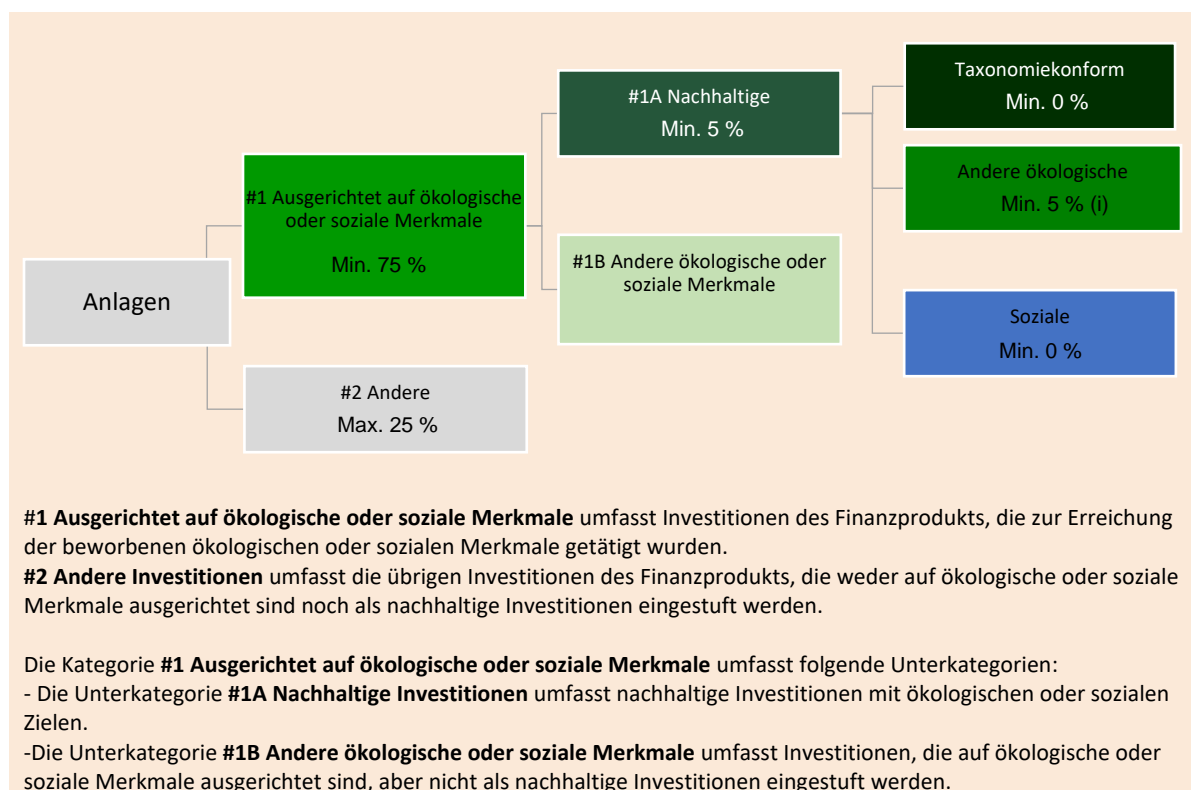 Anlagen
#1 Ausgerichtet auf ökologische
oder soziale Merkmale
Min. 75 %
#2 Andere
Max. 25 %
#1A Nachhaltige
Min. 5 %
#1B Andere ökologische oder
soziale Merkmale
Taxonomiekonform
Min. 0 %
Andere ökologische
Min. 5 % (i)
Soziale
Min. 0 %
#1 Ausgerichtet auf ökologische oder soziale Merkmale umfasst Investitionen des Finanzprodukts, die zur Erreichung
der beworbenen ökologischen oder sozialen Merkmale getätigt wurden.
#2 Andere Investitionen umfasst die übrigen Investitionen des Finanzprodukts, die weder auf ökologische oder soziale
Merkmale ausgerichtet sind noch als nachhaltige Investitionen eingestuft werden.
Die Kategorie #1 Ausgerichtet auf ökologische oder soziale Merkmale umfasst folgende Unterkategorien:
- Die Unterkategorie #1A Nachhaltige Investitionen umfasst nachhaltige Investitionen mit ökologischen oder sozialen
Zielen.
-Die Unterkategorie #1B Andere ökologische oder soziale Merkmale umfasst Investitionen, die auf ökologische oder
soziale Merkmale ausgerichtet sind, aber nicht als nachhaltige Investitionen eingestuft werden.